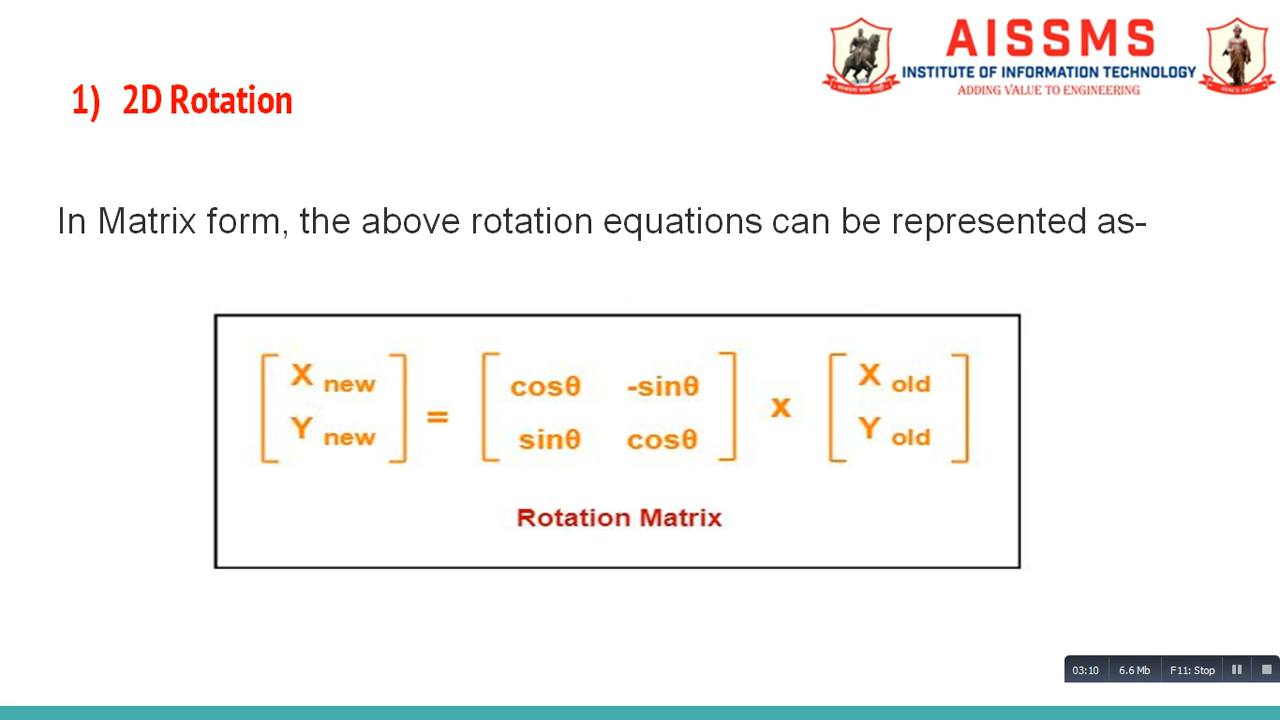 AISSMS
INSTITUTE OF INFORMATION TECHNOLOGY
ADDING VALUE TO ENGINEERING
SINCE 1917
1) 2D Rotation
In Matrix form, the above rotation equations can be represented as-
X new cosθ -sinθ X old
= x
Y new sinθ cosθ Y old
Rotation Matrix
03:10 6.6 Mb F11: Stop